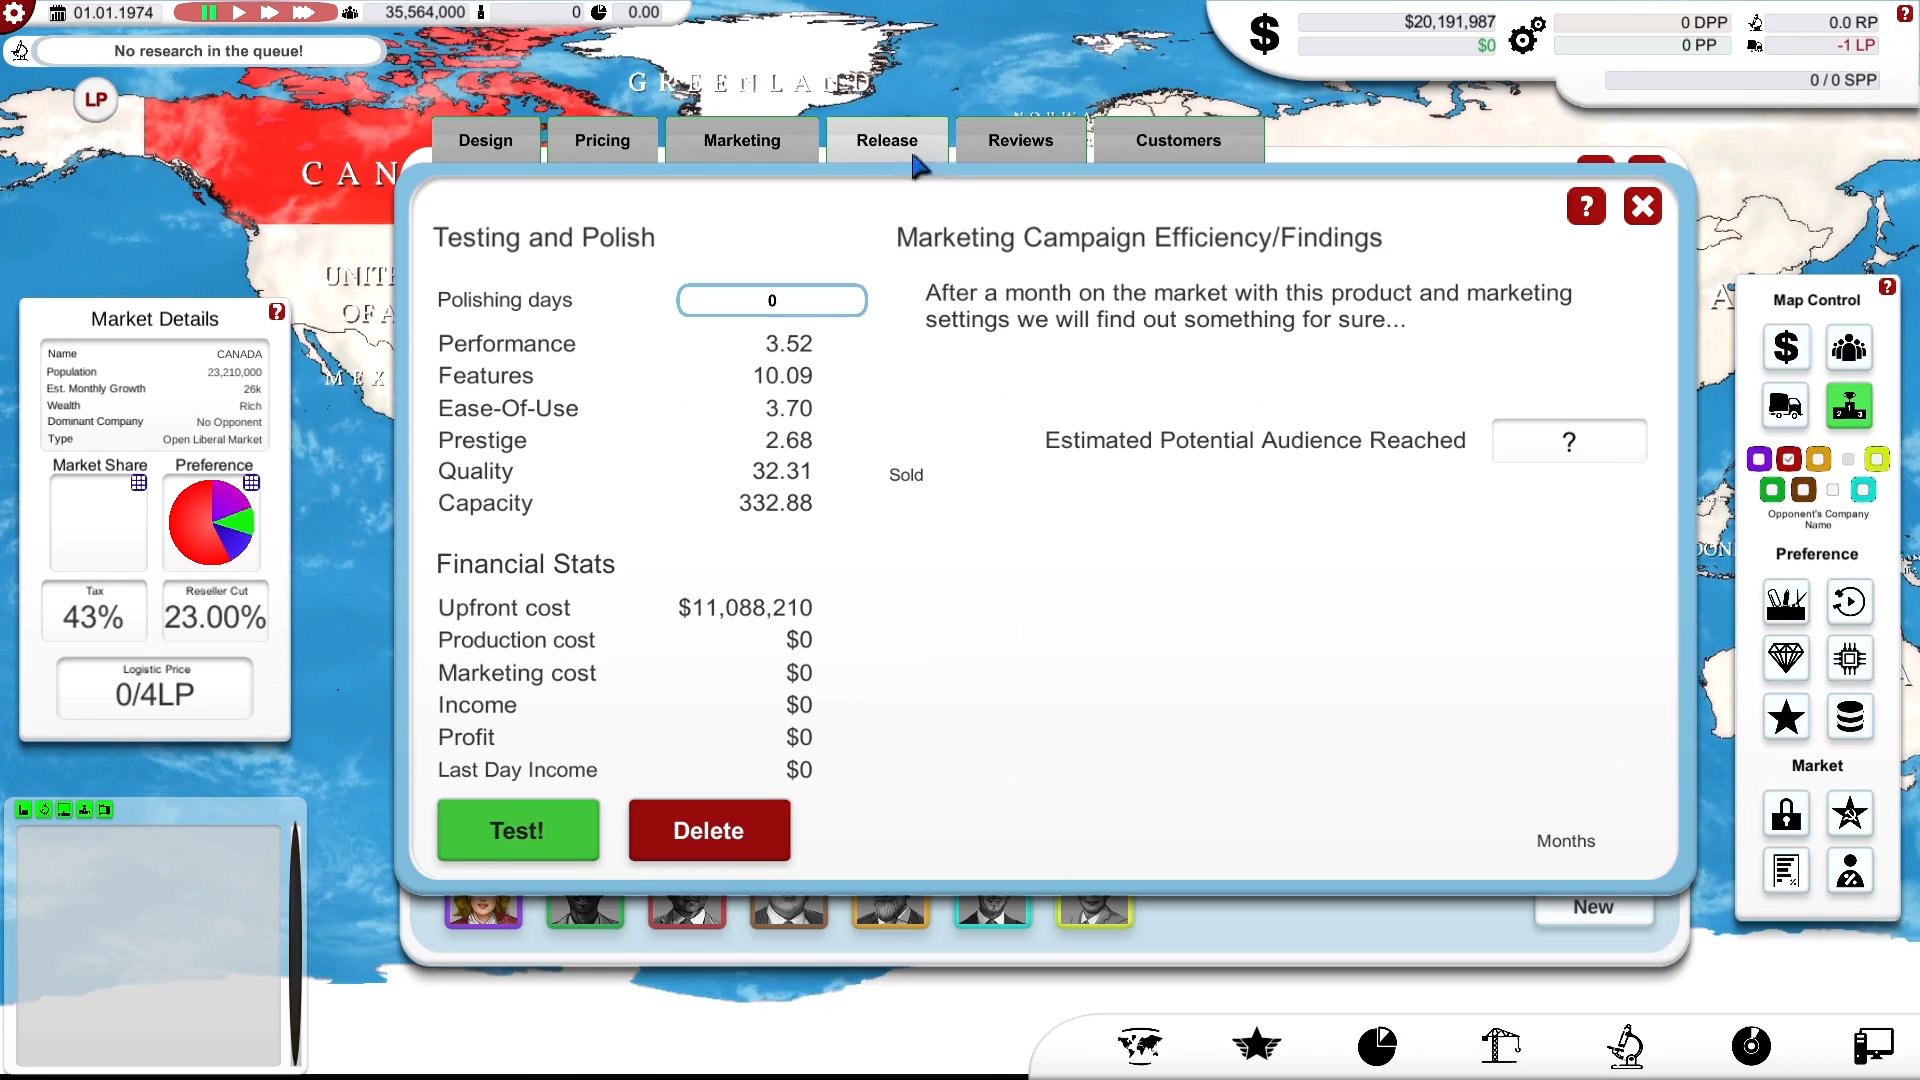 01.01.1974
35,564,000
0
0.00
$20,191,987
$0
0 DPP
0 PP
0.0 RP
-1 LP
0 / 0 SPP
?
No research in the queue!
LP
GREENLAND
CAN
UNIT
OF A
MEX
Design
Pricing
Marketing
Release
Reviews
Customers
?
Testing and Polish
Polishing days
0
Performance
3.52
Features
10.09
Ease-Of-Use
3.70
Prestige
2.68
Quality
32.31
Capacity
332.88
Financial Stats
Upfront cost
$11,088,210
Production cost
$0
Marketing cost
$0
Income
$0
Profit
$0
Last Day Income
$0
Test!
Delete
Marketing Campaign Efficiency/Findings
After a month on the market with this product and marketing
settings we will find out something for sure...
Estimated Potential Audience Reached
?
Sold
Months
New
Market Details
?
Name
CANADA
Population
23,210,000
Est. Monthly Growth
26k
Wealth
Rich
Dominant Company
No Opponent
Type
Open Liberal Market
Market Share
Preference
Tax
43%
Reseller Cut
23.00%
Logistic Price
0/4LP
Map Control
?
Opponent's Company
Name
Preference
Market